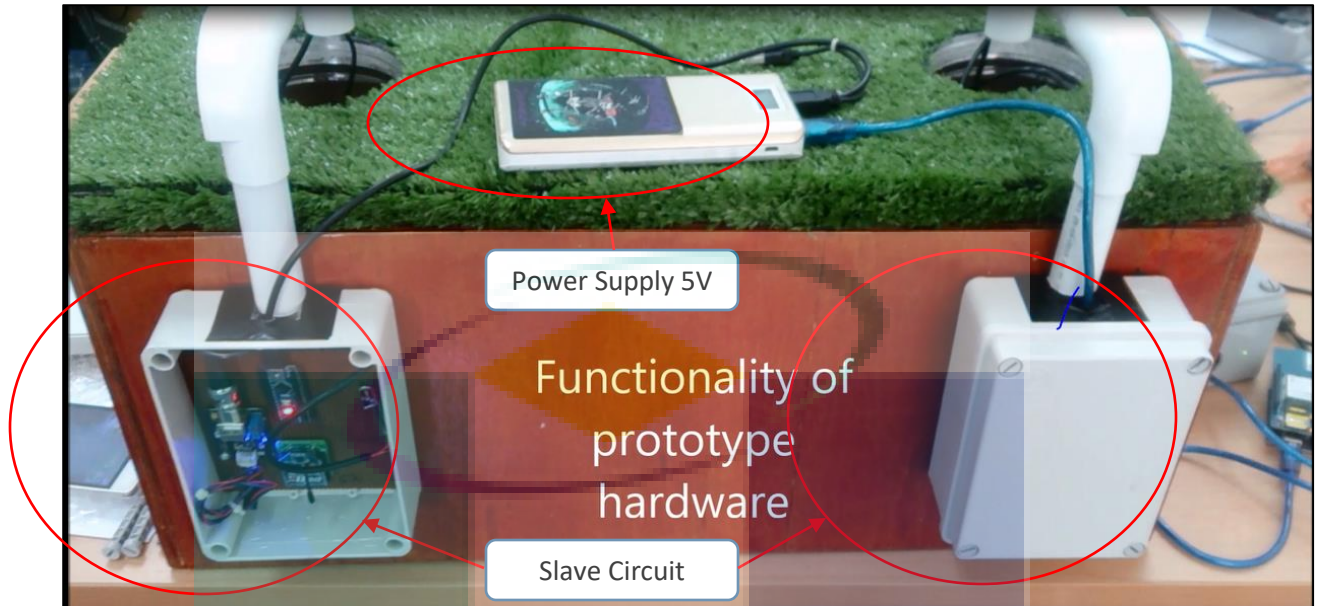 Power Supply 5V
Functionality of
prototype
hardware
Slave Circuit